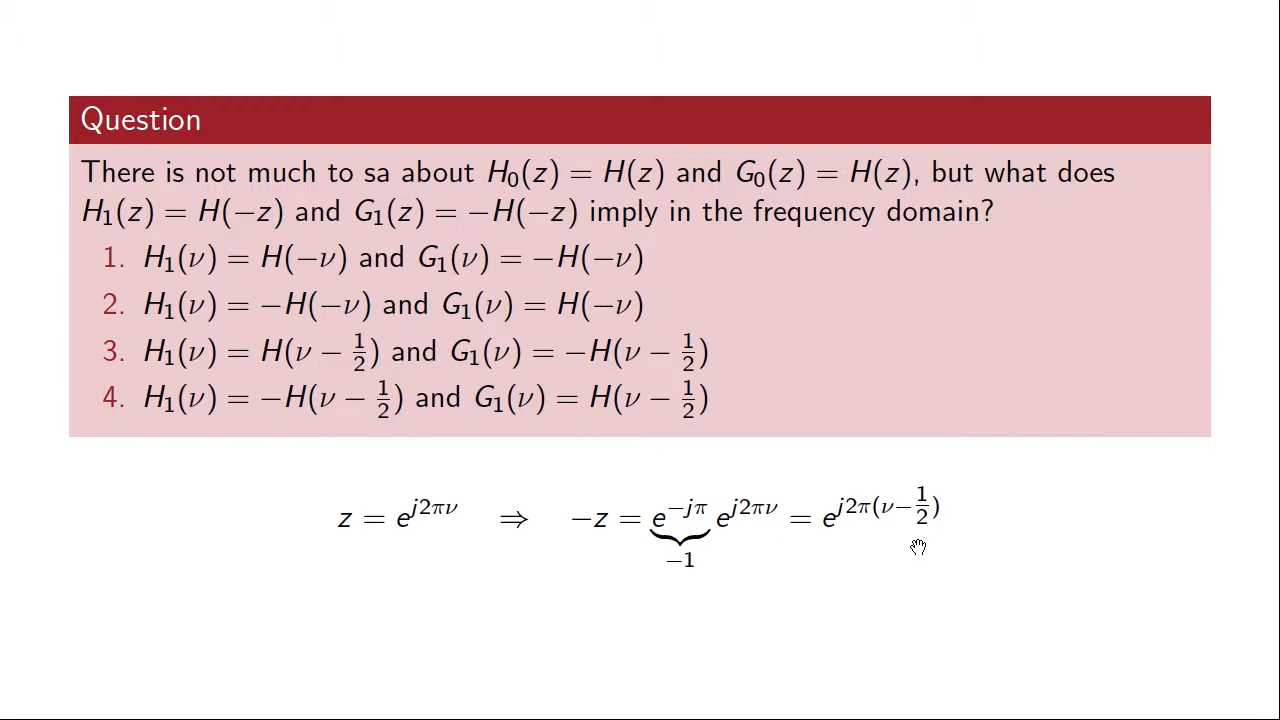 Question
There is not much to sa about H₀(z) = H(z) and G₀(z) = H(z), but what does
H₁(z) = H(−z) and G₁(z) = −H(−z) imply in the frequency domain?
1. H₁(ν) = H(−ν) and G₁(ν) = −H(−ν)
2. H₁(ν) = −H(−ν) and G₁(ν) = H(−ν)
3. H₁(ν) = H(ν − 1/2) and G₁(ν) = −H(ν − 1/2)
4. H₁(ν) = −H(ν − 1/2) and G₁(ν) = H(ν − 1/2)
z = e^{j2πν} ⇒ −z = e^{−jπ} e^{j2πν} = e^{j2π(ν−1/2)}
−1